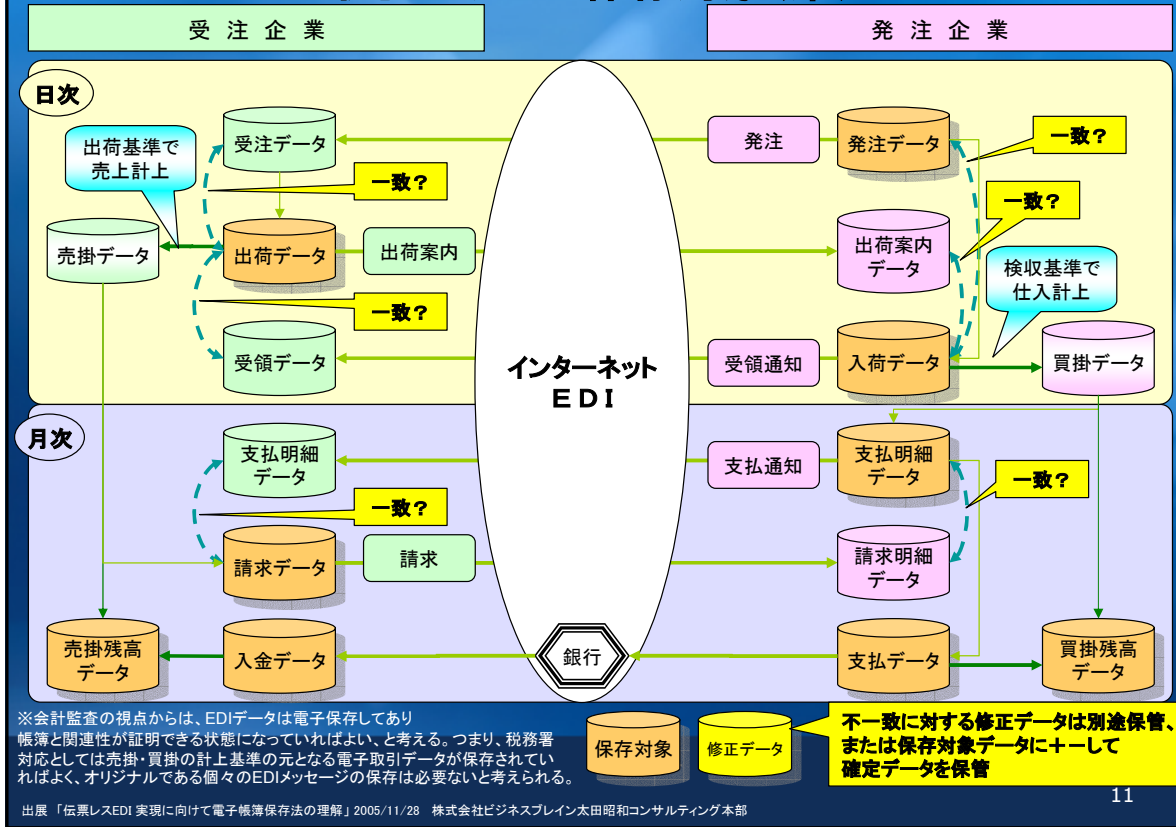 受 注 企 業
発 注 企 業
日次
出荷基準で
売上計上
受注データ
一致？
発注
発注データ
一致？
一致？
売掛データ
出荷データ
出荷案内
出荷案内
データ
検収基準で
仕入計上
一致？
受領データ
インターネット
ＥＤＩ
受領通知
入荷データ
買掛データ
月次
支払明細
データ
支払通知
支払明細
データ
一致？
一致？
請求データ
請求
請求明細
データ
売掛残高
データ
入金データ
銀行
支払データ
買掛残高
データ
※会計監査の視点からは、EDIデータは電子保存してあり
帳簿と関連性が証明できる状態になっていればよい、と考える。つまり、税務署
対応としては売掛・買掛の計上基準の元となる電子取引データが保存されてい
ればよく、オリジナルである個々のEDIメッセージの保存は必要ないと考えられる。
保存対象
修正データ
不一致に対する修正データは別途保管、
または保存対象データに＋－して
確定データを保管
出展 「伝票レスEDI 実現に向けて電子帳簿保存法の理解」 2005/11/28 株式会社ビジネスブレイン太田昭和コンサルティング本部
11